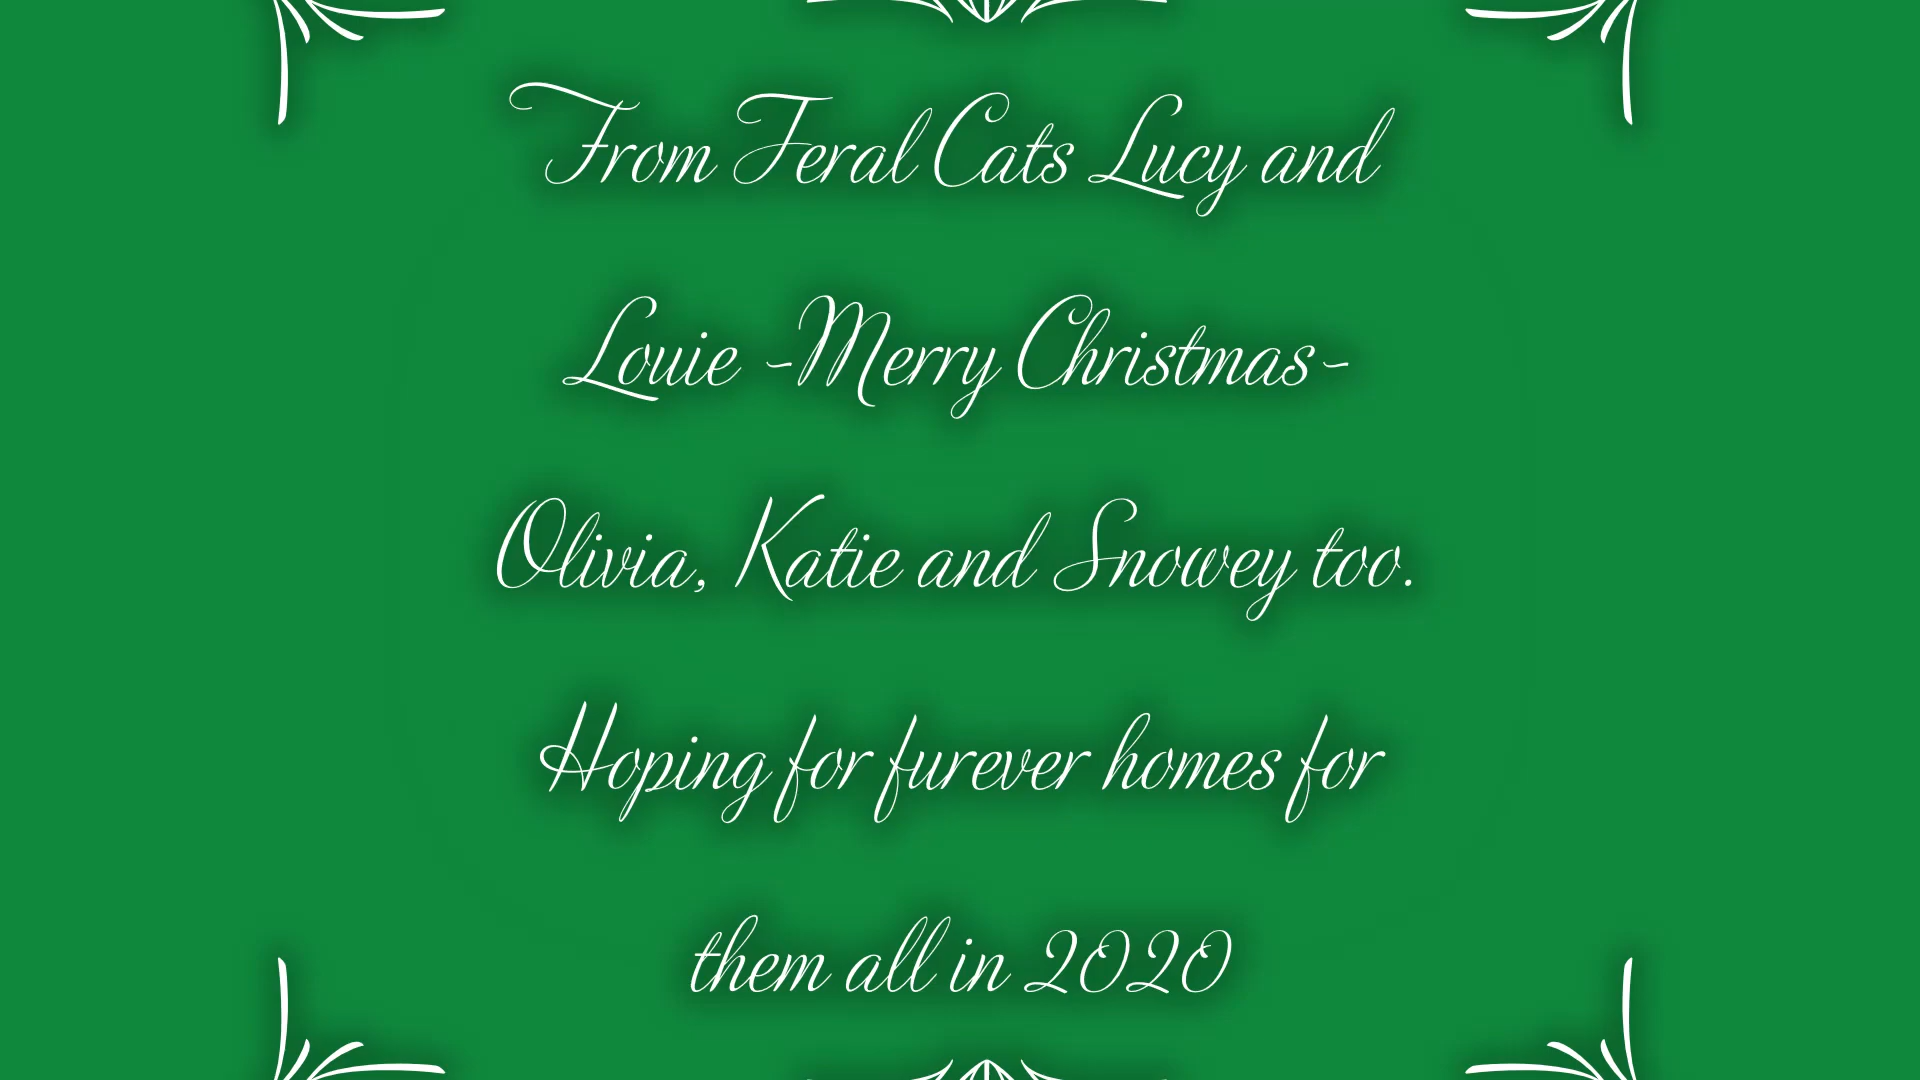 From Feral Cats Lucy and
Louie -Merry Christmas-
Olivia, Katie and Snowey too.
Hoping for furever homes for
them all in 2020